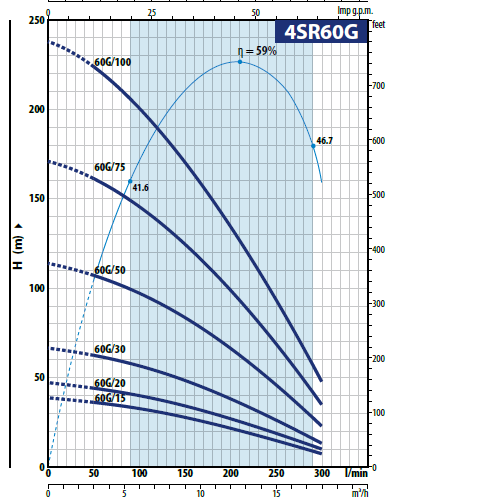 0 25 50 Imp g.p.m.
250 4SR60G feet
η = 59%
60G/100
700
200
600
46.7
60G/75
41.6
500
150
H (m)
400
60G/50
100
300
60G/30
200
50 60G/20
60G/15
100
0 0
0 50 100 150 200 250 300 l/min
0 5 10 15 m³/h